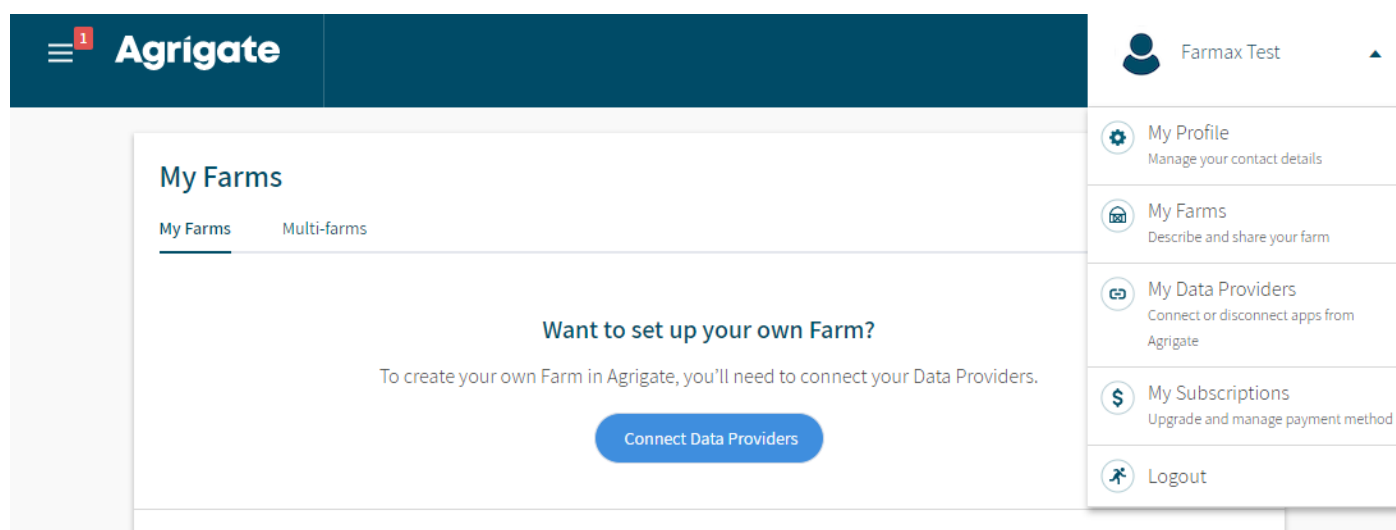 1
Agrigate
Farmax Test
My Farms
My Farms Multi-farms
Want to set up your own Farm?
To create your own Farm in Agrigate, you’ll need to connect your Data Providers.
Connect Data Providers
My Profile
Manage your contact details
My Farms
Describe and share your farm
My Data Providers
Connect or disconnect apps from
Agrigate
My Subscriptions
Upgrade and manage payment method
Logout